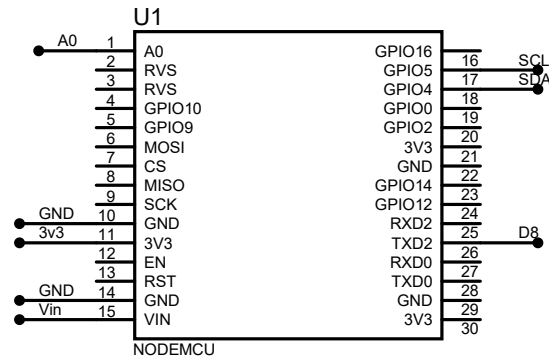 U1
A0 1 A0 GPIO16 16
2 RVS GPIO5 17 SCL
3 RVS GPIO4 18 SDA
4 GPIO10 GPIO0 19
5 GPIO9 GPIO2 20
6 MOSI 3V3 21
7 CS GND 22
8 MISO GPIO14 23
9 SCK GPIO12 24
GND 10 GND RXD2 25
3v3 11 3V3 TXD2 26 D8
12 EN RXD0 27
13 RST TXD0 28
GND 14 GND GND 29
Vin 15 VIN 3V3 30
NODEMCU